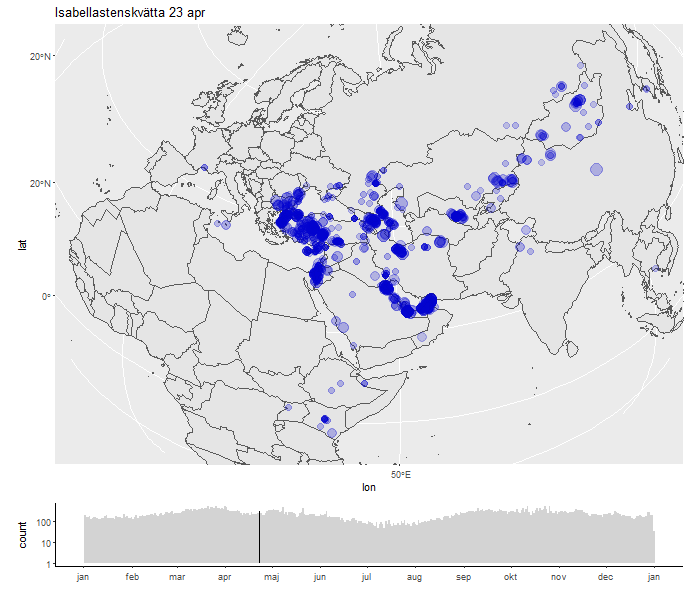 Isabellastenskvätta 23 apr
20°N
20°N
0°
lat
50°E
lon
count
100
10
1
jan feb mar apr maj jun jul aug sep okt nov dec jan